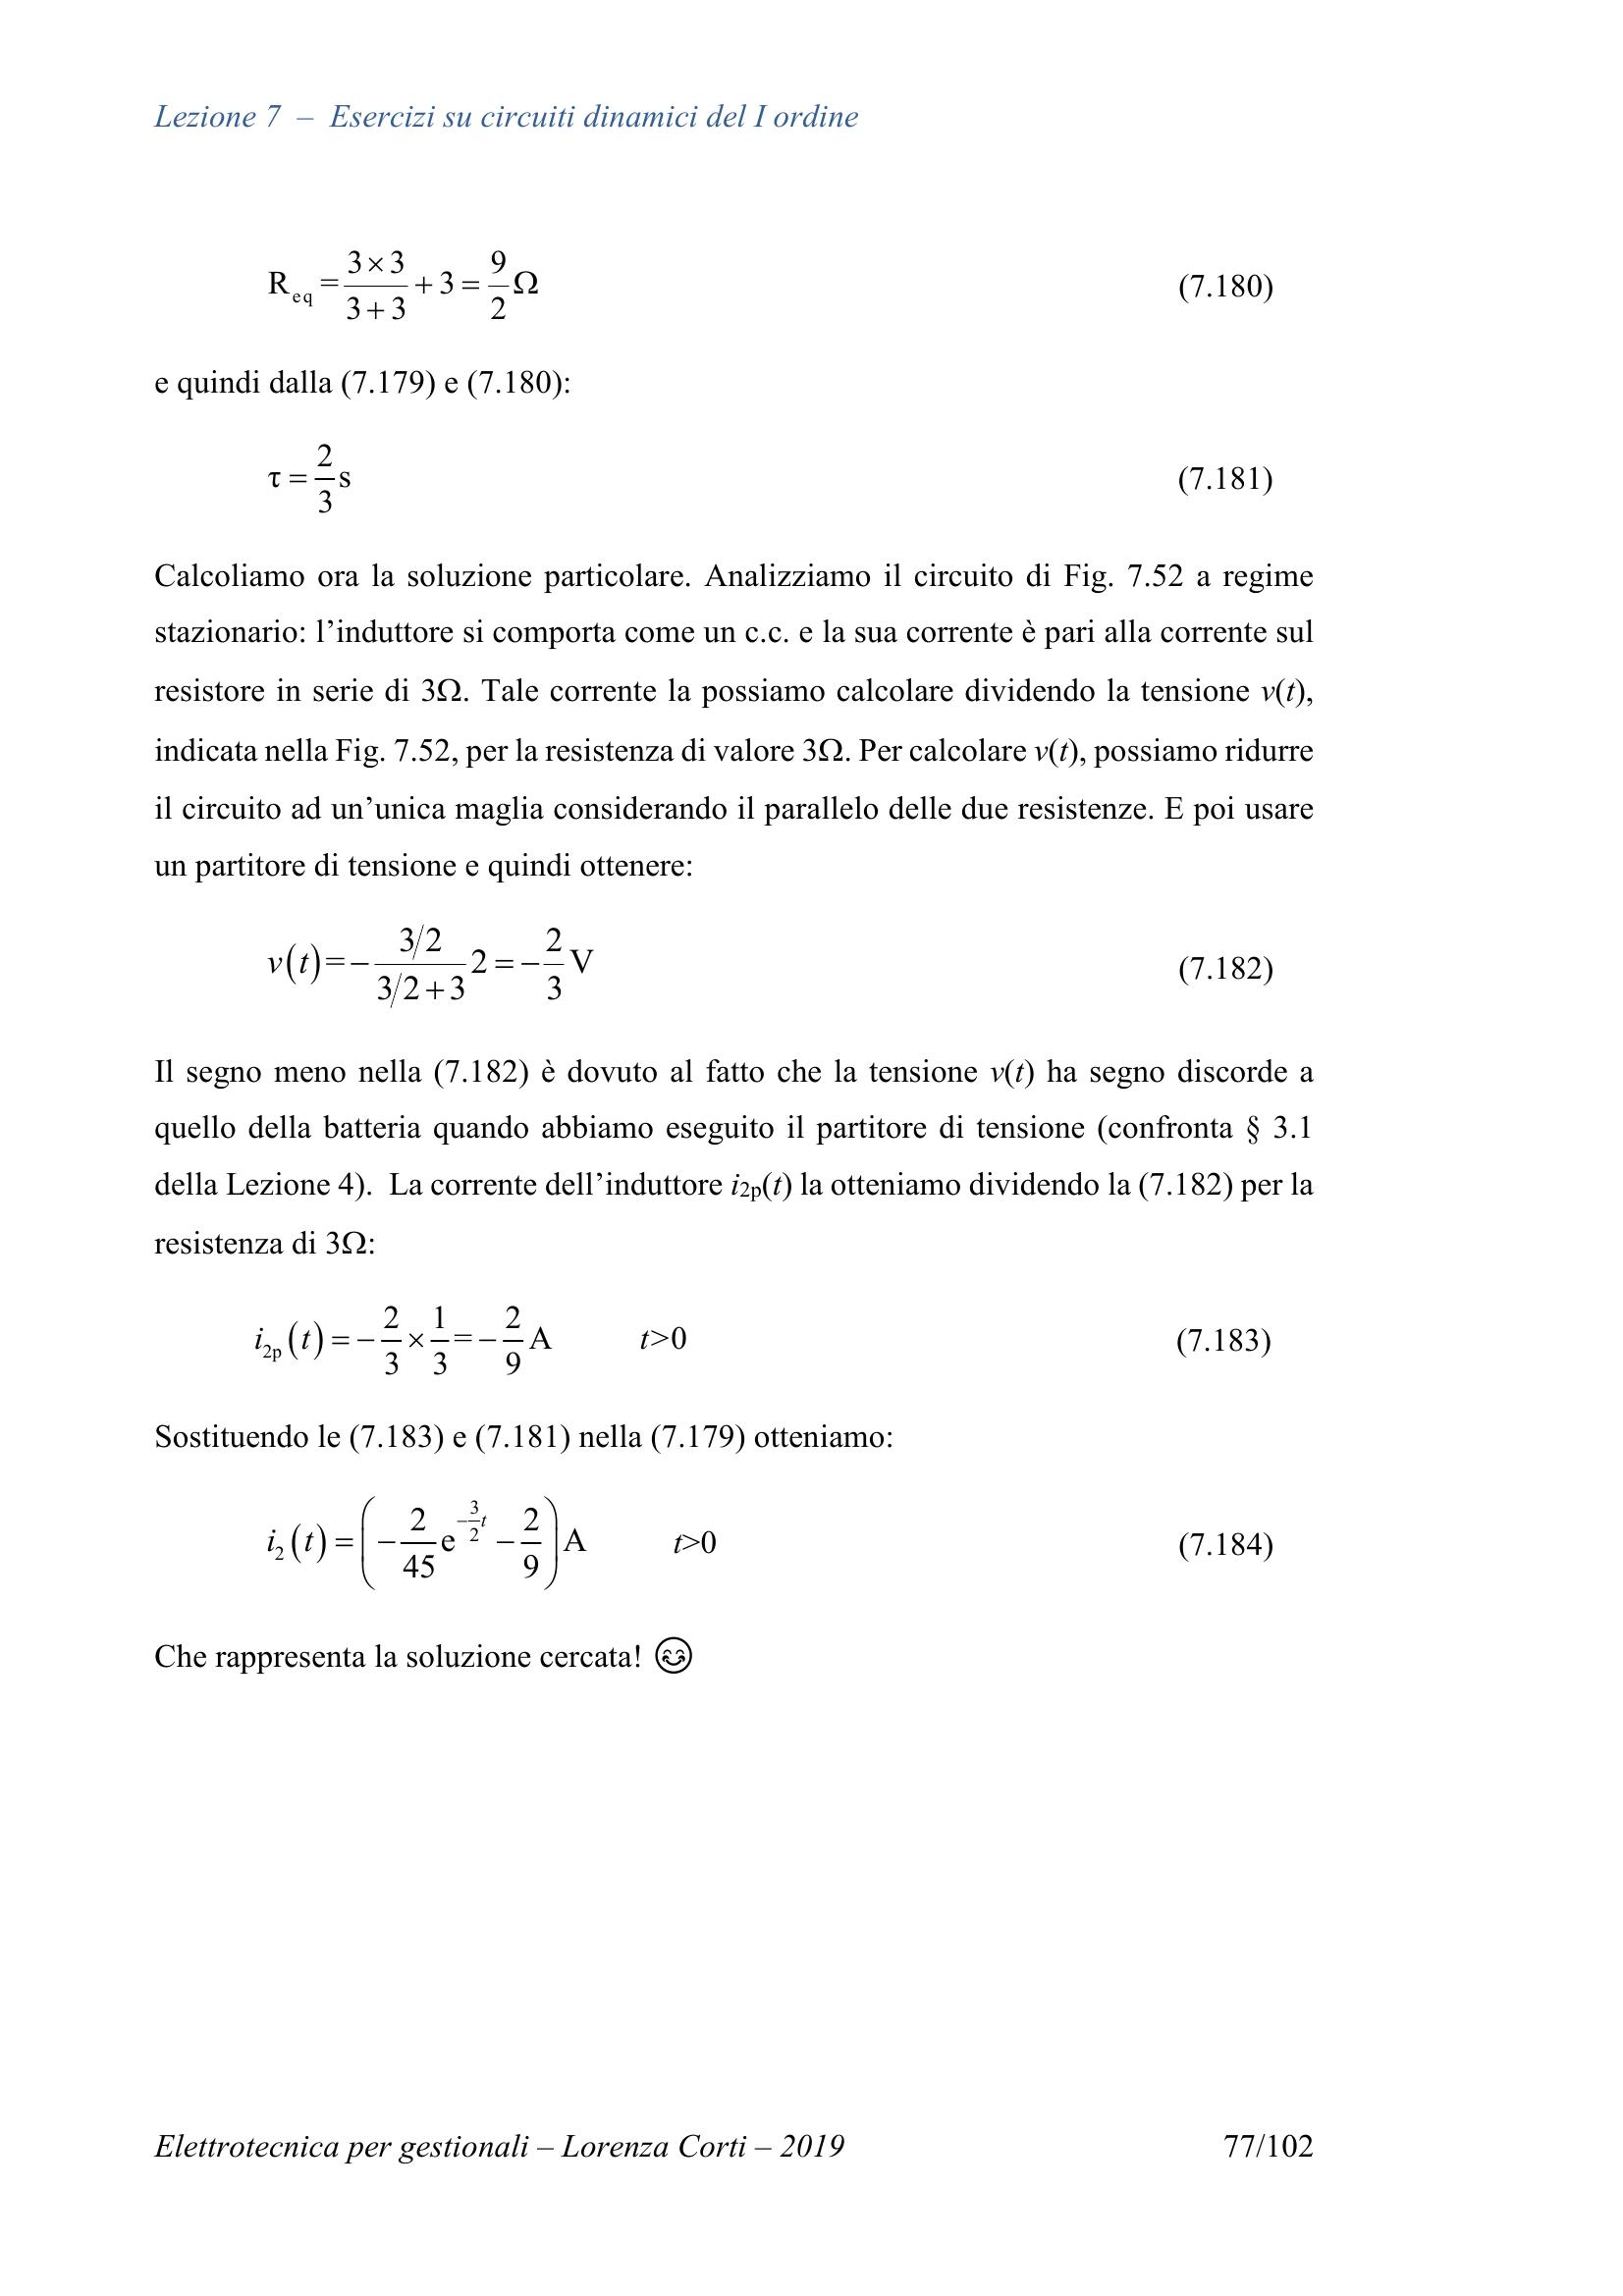 Lezione 7 – Esercizi su circuiti dinamici del I ordine
R_eq = \frac{3×3}{3+3} + 3 = \frac{9}{2} Ω (7.180)
e quindi dalla (7.179) e (7.180):
τ = \frac{2}{3} s (7.181)
Calcoliamo ora la soluzione particolare. Analizziamo il circuito di Fig. 7.52 a regime
stazionario: l’induttore si comporta come un c.c. e la sua corrente è pari alla corrente sul
resistore in serie di 3Ω. Tale corrente la possiamo calcolare dividendo la tensione v(t),
indicata nella Fig. 7.52, per la resistenza di valore 3Ω. Per calcolare v(t), possiamo ridurre
il circuito ad un’unica maglia considerando il parallelo delle due resistenze. E poi usare
un partitore di tensione e quindi ottenere:
v(t) = − \frac{3/2}{3/2+3} 2 = − \frac{2}{3} V (7.182)
Il segno meno nella (7.182) è dovuto al fatto che la tensione v(t) ha segno discorde a
quello della batteria quando abbiamo eseguito il partitore di tensione (confronta § 3.1
della Lezione 4). La corrente dell’induttore i2p(t) la otteniamo dividendo la (7.182) per la
resistenza di 3Ω:
i_{2p}(t) = − \frac{2}{3} × \frac{1}{3} = − \frac{2}{9} A t>0 (7.183)
Sostituendo le (7.183) e (7.181) nella (7.179) otteniamo:
i_2(t) = ( − \frac{2}{45} e^{−\frac{3}{2}t} − \frac{2}{9} ) A t>0 (7.184)
Che rappresenta la soluzione cercata! 😊
Elettrotecnica per gestionali – Lorenza Corti – 2019 77/102